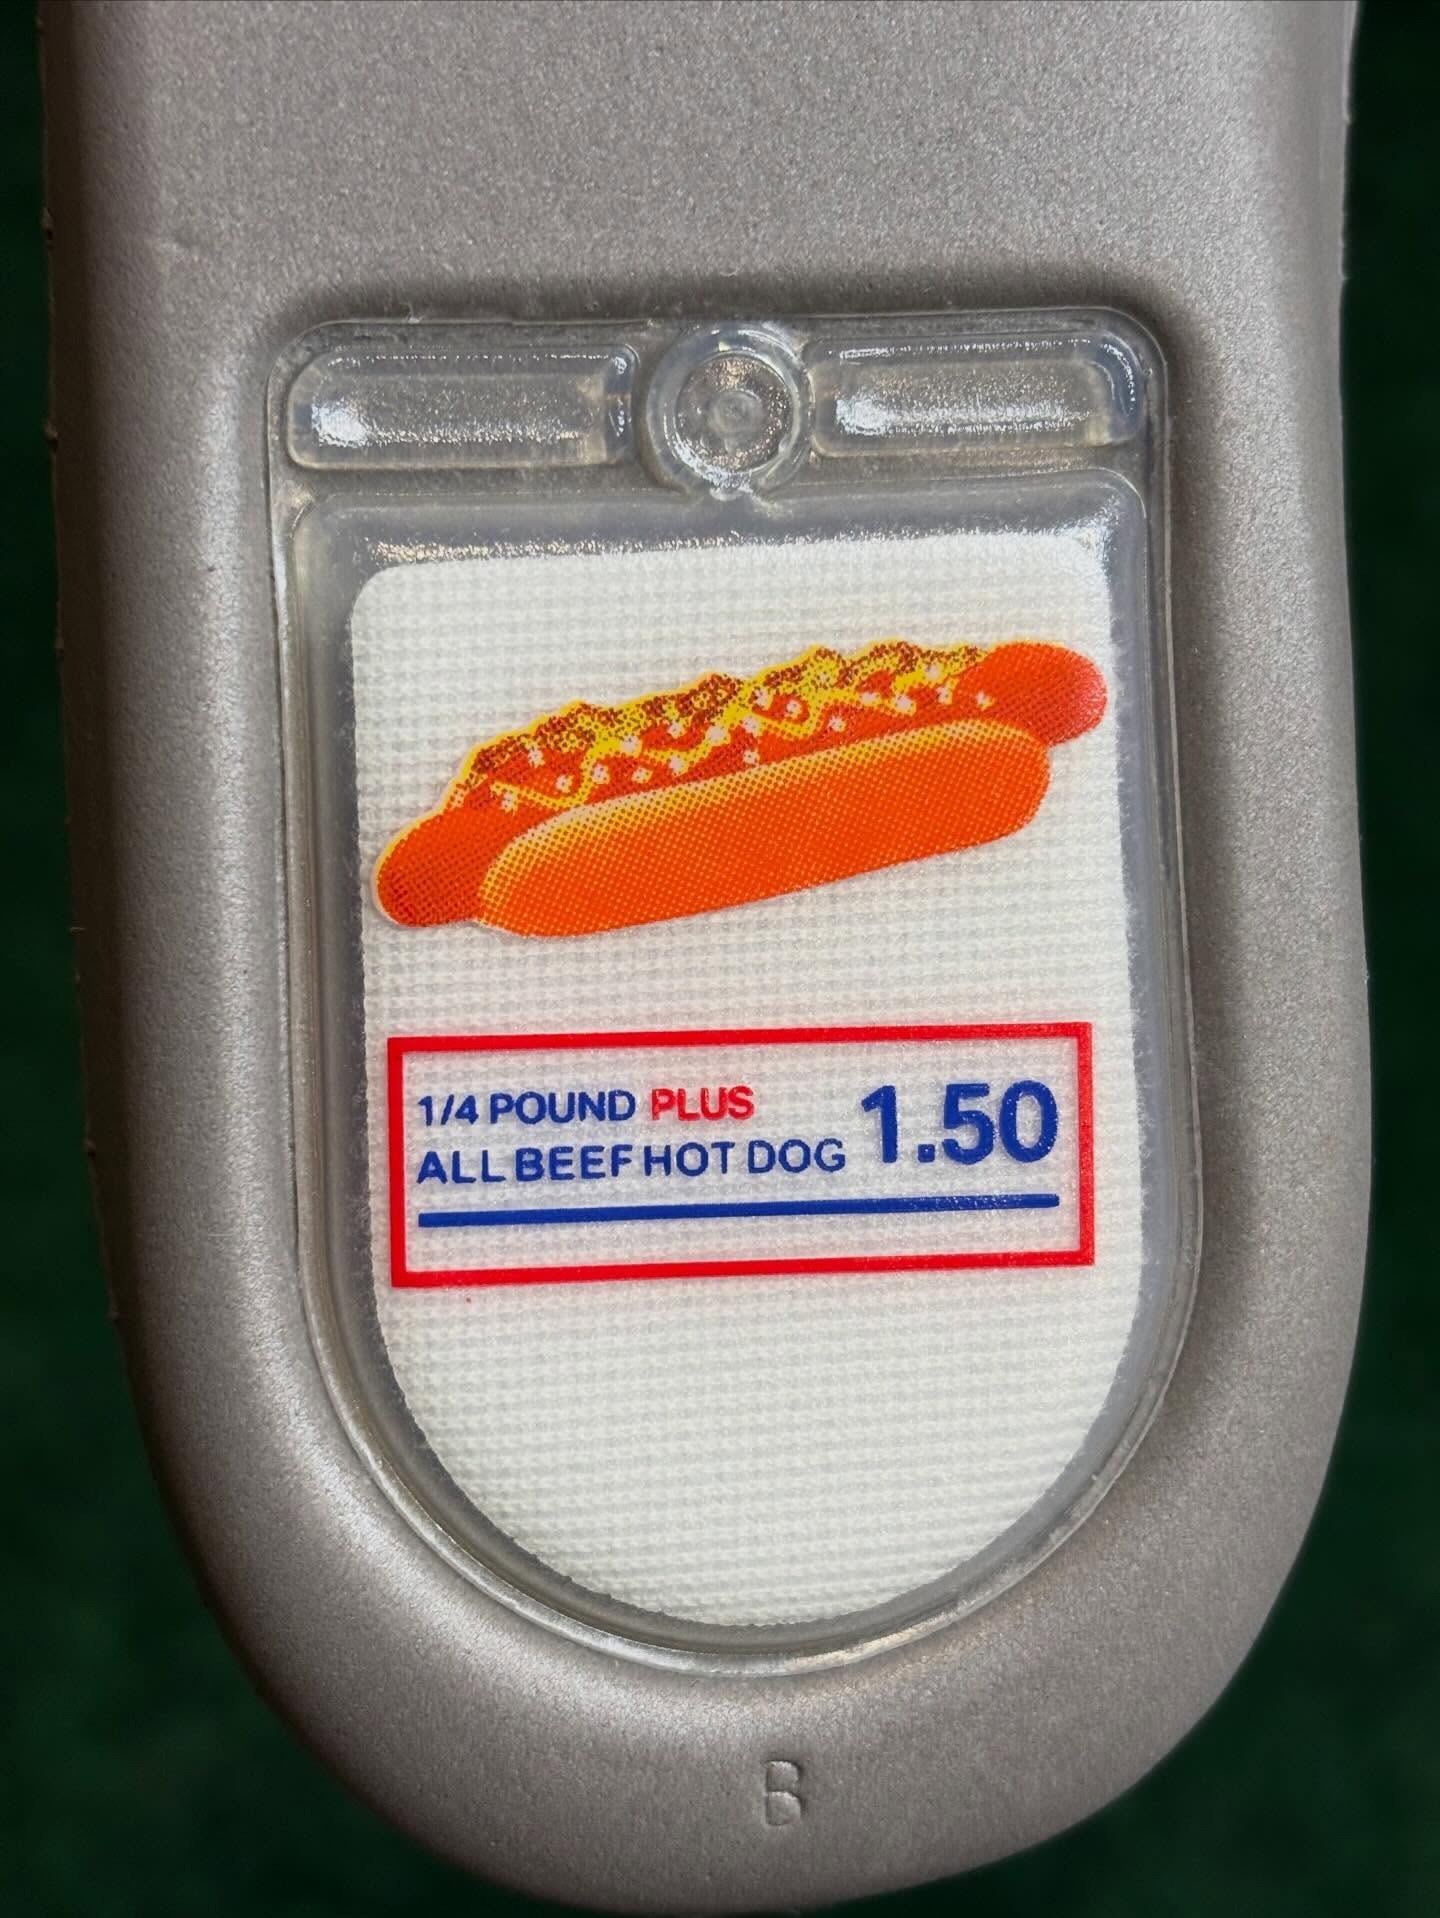 1/4 POUND PLUS
ALL BEEF HOT DOG 1.50
B